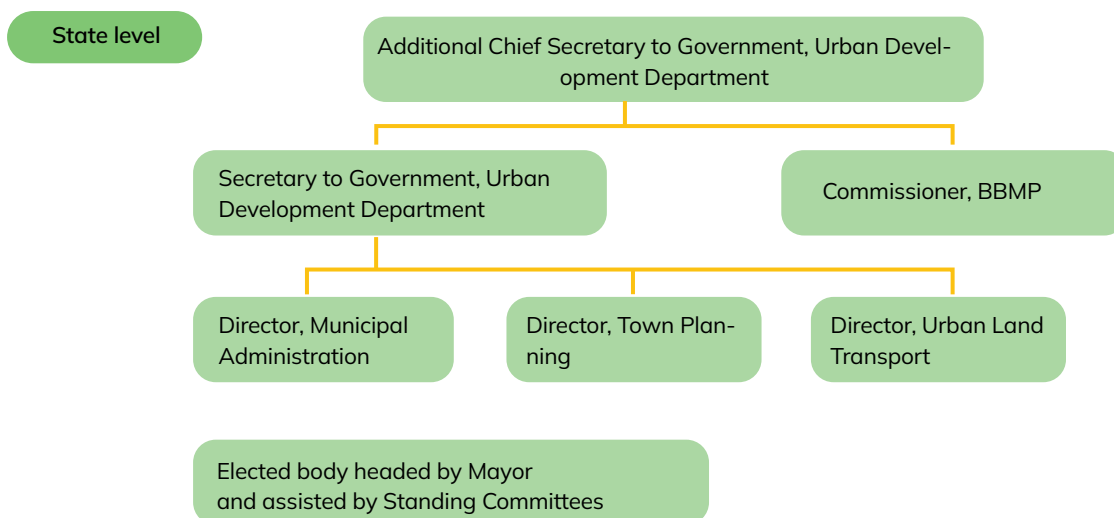 State level
Additional Chief Secretary to Government, Urban Devel-
opment Department
Secretary to Government, Urban
Development Department
Commissioner, BBMP
Director, Municipal
Administration
Director, Town Plan-
ning
Director, Urban Land
Transport
Elected body headed by Mayor
and assisted by Standing Committees